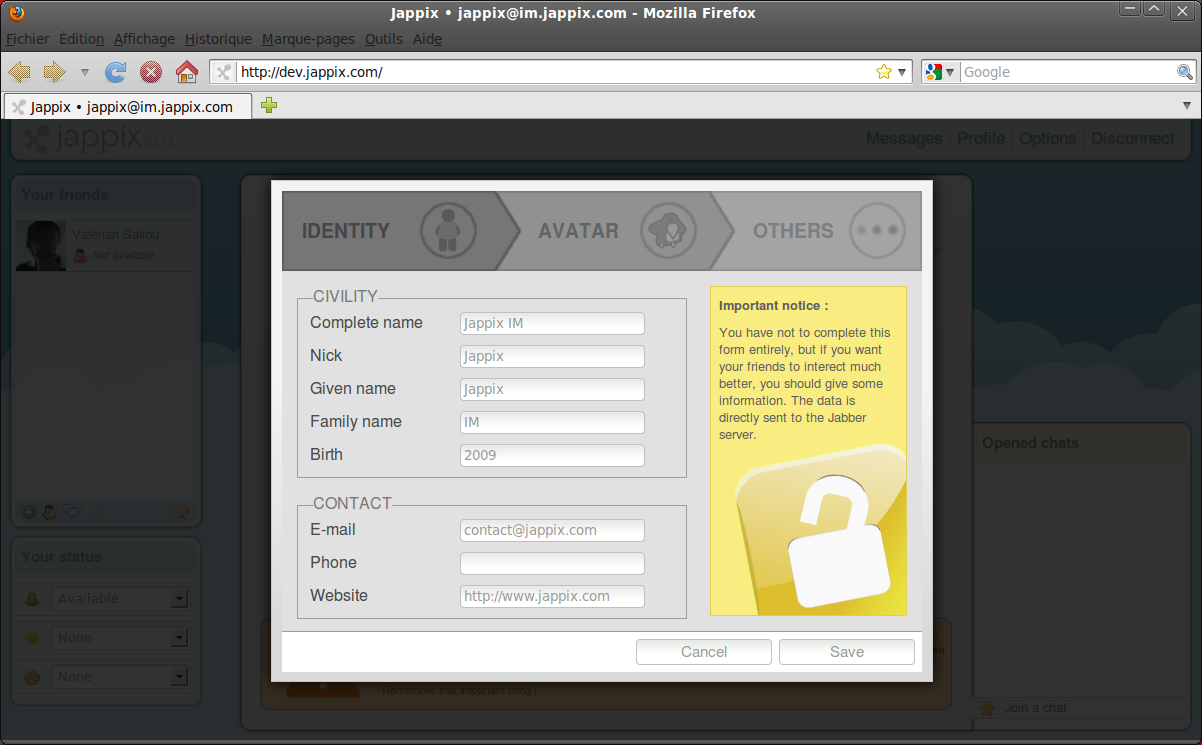 Jappix • jappix@im.jappix.com - Mozilla Firefox
Fichier Édition Affichage Historique Marque-pages Outils Aide
http://dev.jappix.com/
Google
Jappix • jappix@im.jappix.com
jappix beta
Messages | Profile | Options | Disconnect
Your friends
Valérian Saliou
Not available
IDENTITY
AVATAR
OTHERS
CIVILITY
Complete name
Jappix IM
Nick
Jappix
Given name
Jappix
Family name
IM
Birth
2009
CONTACT
E-mail
contact@jappix.com
Phone
Website
http://www.jappix.com
Important notice :
You have not to complete this
form entirely, but if you want
your friends to interect much
better, you should give some
information. The data is
directly sent to the Jabber
server.
Cancel
Save
Opened chats
Your status
Available
None
None
Remember that important thing !
Join a chat